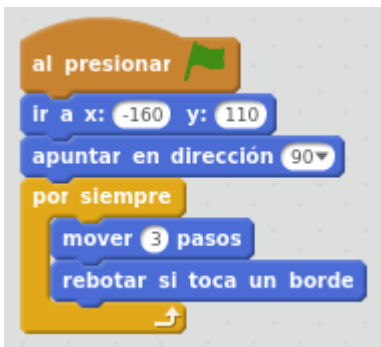 al presionar
ir a x: -160 y: 110
apuntar en dirección 90▾
por siempre
mover 3 pasos
rebotar si toca un borde